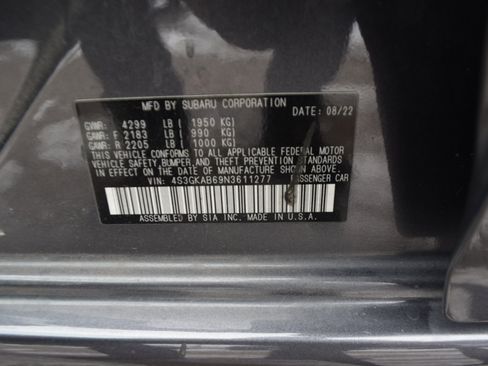 MFD BY SUBARU CORPORATION
DATE: 08/22
GVWR: 4299 LB ( 1950 KG)
GAWR: F 2183 LB ( 990 KG)
GAWR: R 2205 LB ( 1000 KG)
THIS VEHICLE CONFORMS TO ALL APPLICABLE FEDERAL MOTOR
VEHICLE SAFETY,BUMPER,AND THEFT PREVENTION STANDARDS
IN EFFECT ON THE DATE OF MANUFACTURE SHOWN ABOVE.
VIN: 4S3GKAB69N3611277 PASSENGER CAR
ASSEMBLED BY SIA INC. IN U.S.A.